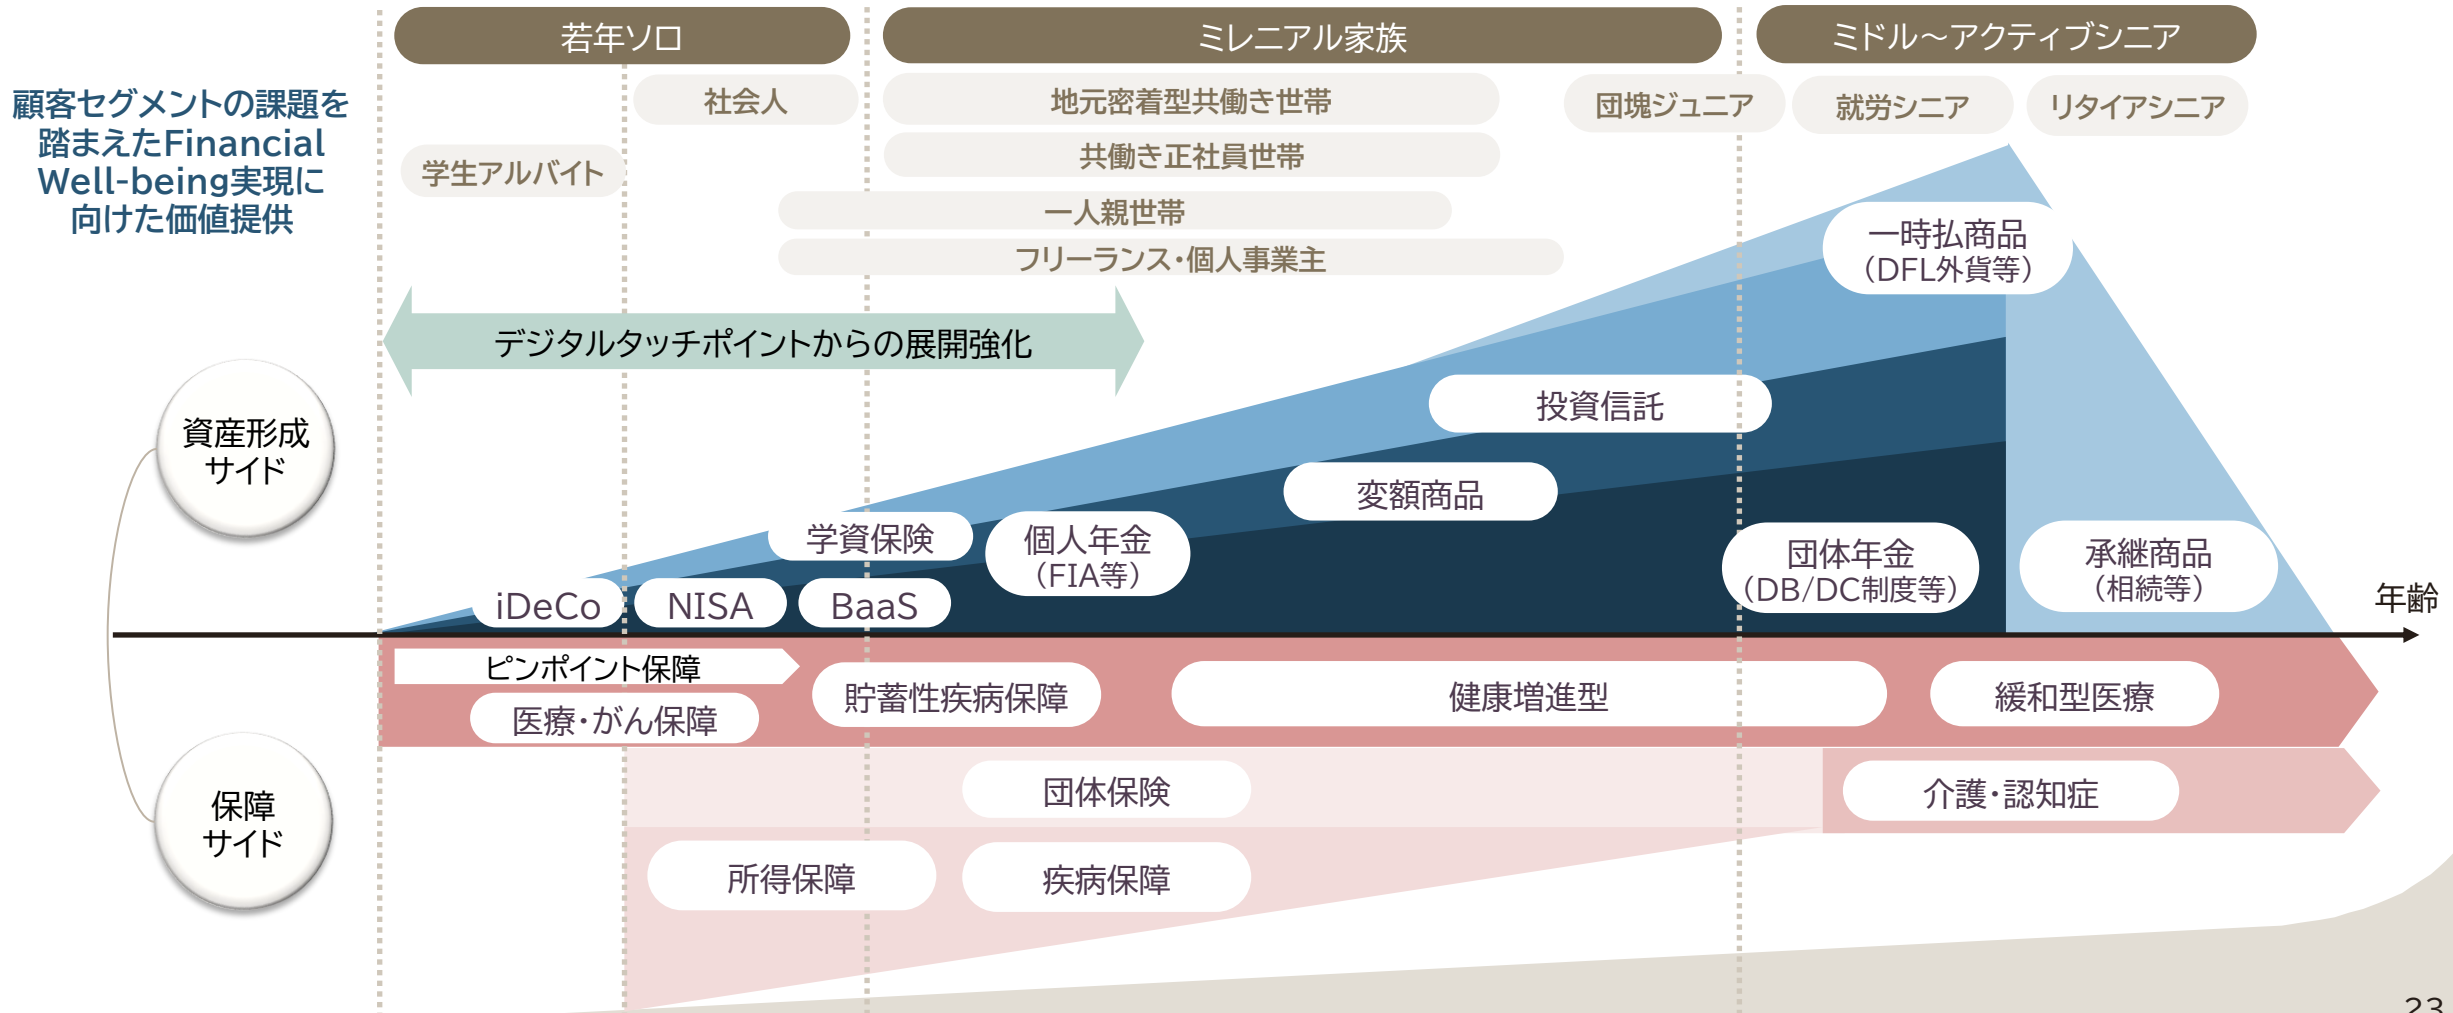 若年ソロ
ミレニアル家族
ミドル～アクティブシニア
顧客セグメントの課題を
踏まえたFinancial
Well-being実現に
向けた価値提供
社会人
学生アルバイト
地元密着型共働き世帯
共働き正社員世帯
一人親世帯
フリーランス・個人事業主
団塊ジュニア
就労シニア
リタイアシニア
デジタルタッチポイントからの展開強化
資産形成
サイド
一時払商品
（DFL外貨等）
投資信託
変額商品
学資保険
個人年金
（FIA等）
iDeCo
NISA
BaaS
団体年金
（DB/DC制度等）
承継商品
（相続等）
年齢
ピンポイント保障
医療・がん保障
貯蓄性疾病保障
健康増進型
緩和型医療
保障
サイド
団体保険
介護・認知症
所得保障
疾病保障
23